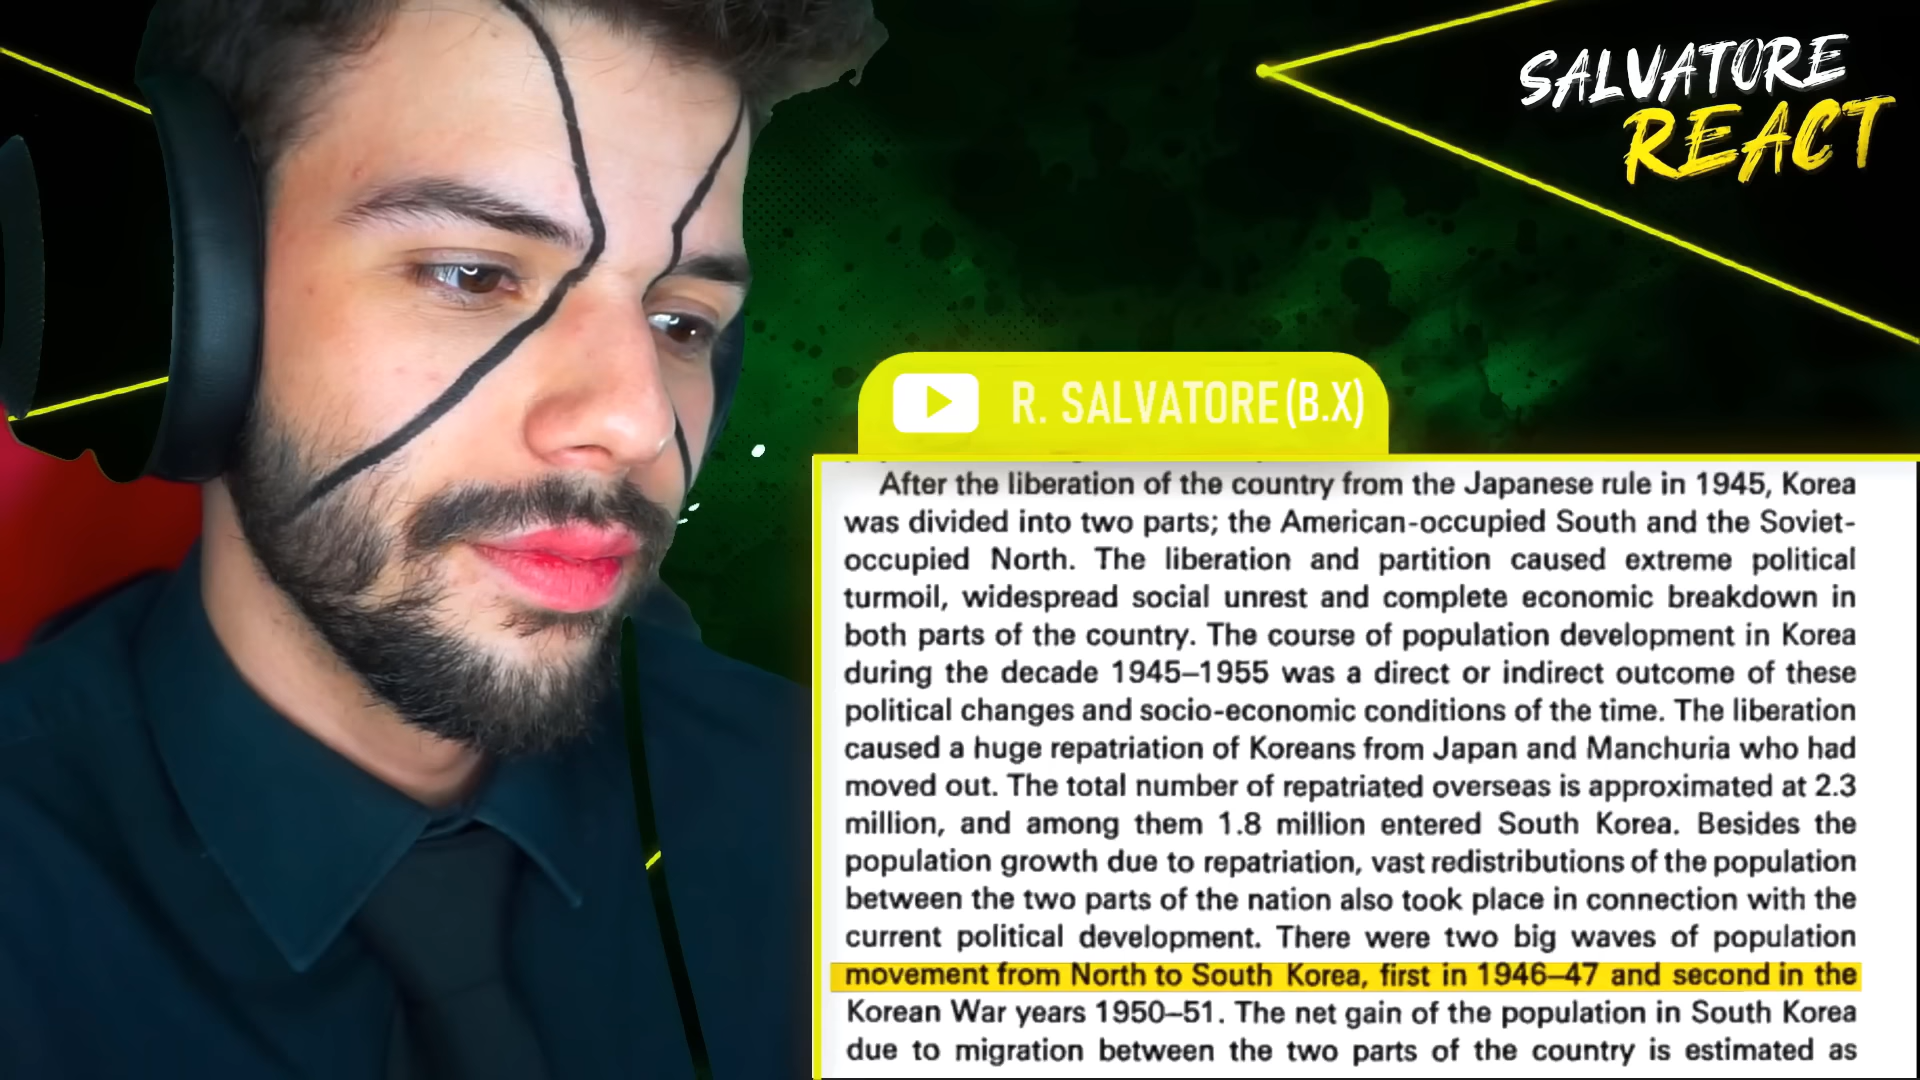 SALVATORE
REACT
R. SALVATORE (B.X)
After the liberation of the country from the Japanese rule in 1945, Korea
was divided into two parts; the American-occupied South and the Soviet-
occupied North. The liberation and partition caused extreme political
turmoil, widespread social unrest and complete economic breakdown in
both parts of the country. The course of population development in Korea
during the decade 1945–1955 was a direct or indirect outcome of these
political changes and socio-economic conditions of the time. The liberation
caused a huge repatriation of Koreans from Japan and Manchuria who had
moved out. The total number of repatriated overseas is approximated at 2.3
million, and among them 1.8 million entered South Korea. Besides the
population growth due to repatriation, vast redistributions of the population
between the two parts of the nation also took place in connection with the
current political development. There were two big waves of population
movement from North to South Korea, first in 1946–47 and second in the
Korean War years 1950–51. The net gain of the population in South Korea
due to migration between the two parts of the country is estimated as